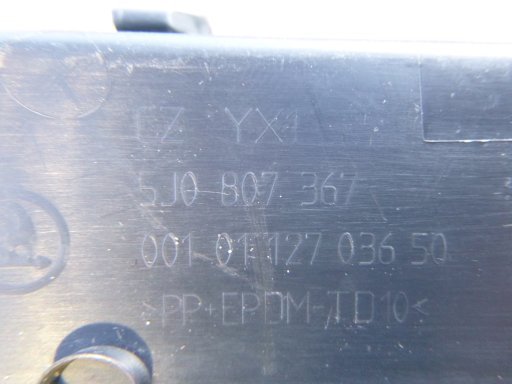 CZ YX1
5J0 807 367
001 01 127 036 50
>PP+EPDM-TD10<